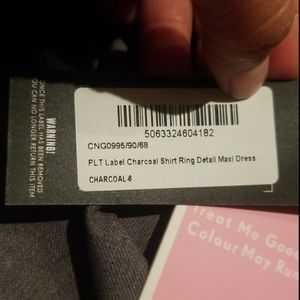 WARNING!
ONCE THIS LABEL HAS BEEN REMOVED
YOU CAN NO LONGER RETURN THIS ITEM
5063324604182
CNG0995/90/68
PLT Label Charcoal Shirt Ring Detail Maxi Dress
CHARCOAL-6
Treat Me Good
Colour May Run